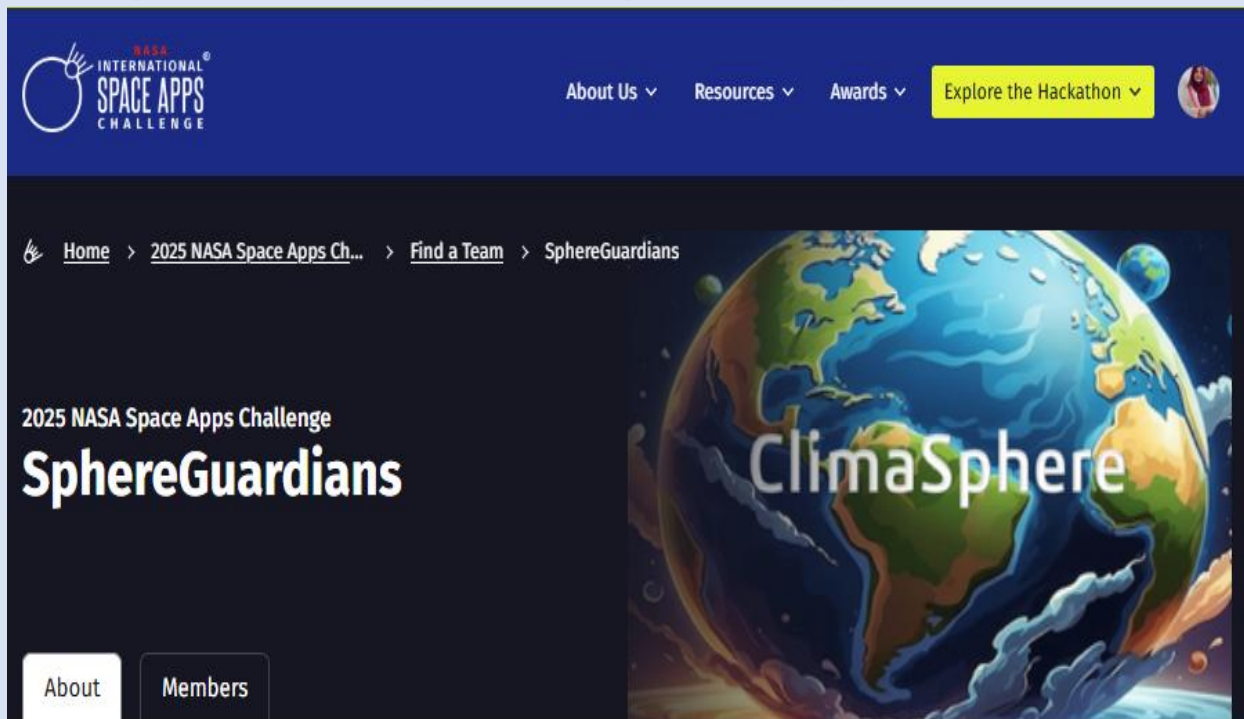 NASA
INTERNATIONAL®
SPACE APPS
CHALLENGE
About Us
Resources
Awards
Explore the Hackathon
Home > 2025 NASA Space Apps Ch... > Find a Team > SphereGuardians
2025 NASA Space Apps Challenge
SphereGuardians
ClimaSphere
About
Members